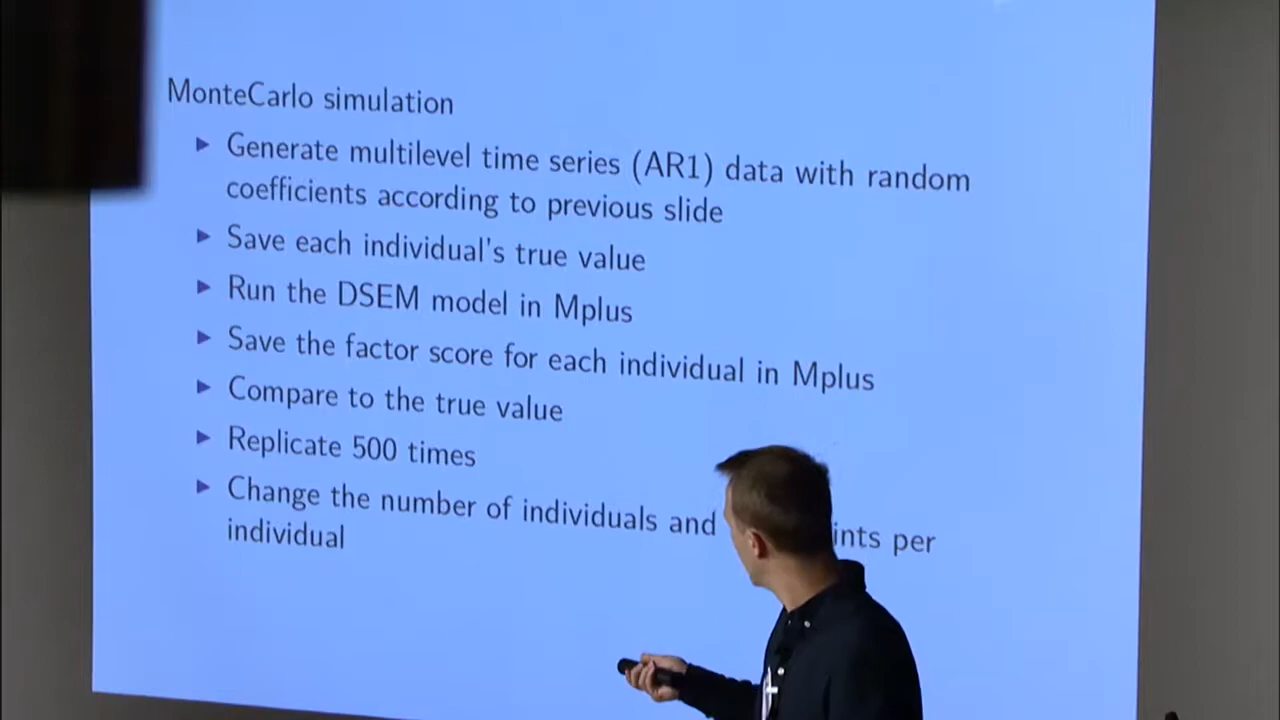 MonteCarlo simulation
Generate multilevel time series (AR1) data with random
coefficients according to previous slide
Save each individual's true value
Run the DSEM model in Mplus
Save the factor score for each individual in Mplus
Compare to the true value
Replicate 500 times
Change the number of individuals and ints per
individual